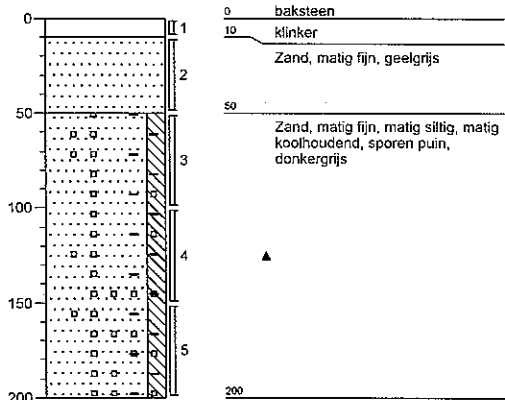 0
50
100
150
200
1
2
3
4
5
0 baksteen
10 klinker
Zand, matig fijn, geelgrijs
50
Zand, matig fijn, matig siltig, matig
koolhoudend, sporen puin,
donkergrijs
200